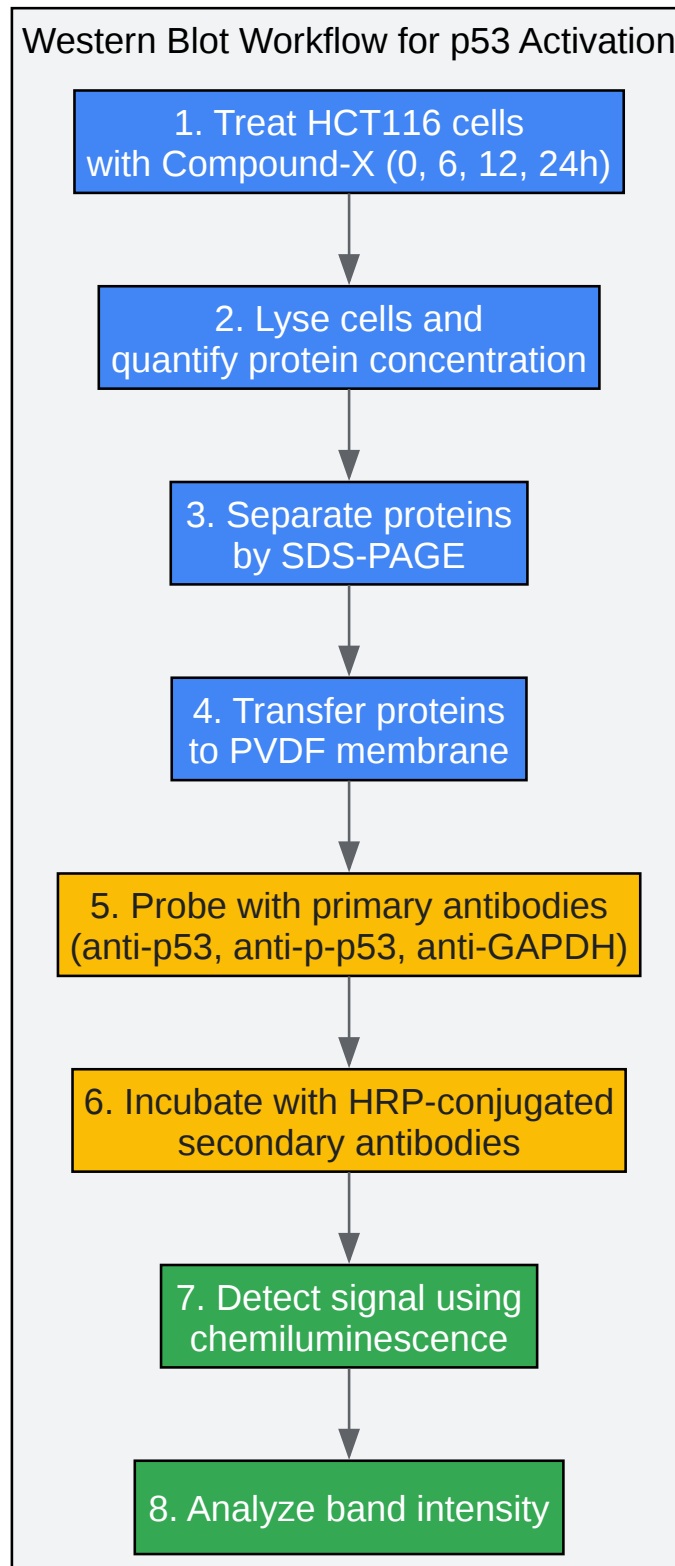 Western Blot Workflow for p53 Activation
1. Treat HCT116 cells
with Compound-X (0, 6, 12, 24h)
2. Lyse cells and
quantify protein concentration
3. Separate proteins
by SDS-PAGE
4. Transfer proteins
to PVDF membrane
5. Probe with primary antibodies
(anti-p53, anti-p-p53, anti-GAPDH)
6. Incubate with HRP-conjugated
secondary antibodies
7. Detect signal using
chemiluminescence
8. Analyze band intensity